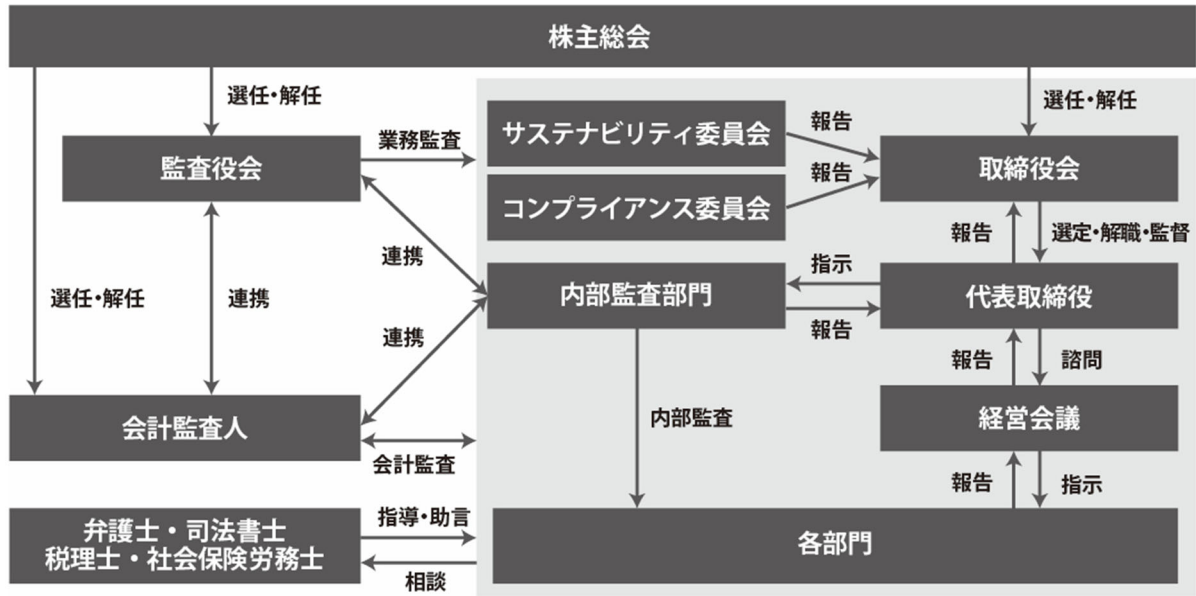 株主総会
選任・解任
選任・解任
監査役会
業務監査
サステナビリティ委員会
報告
取締役会
コンプライアンス委員会
報告
連携
報告
選定・解職・監督
選任・解任
連携
内部監査部門
指示
代表取締役
報告
連携
報告
諮問
会計監査人
内部監査
経営会議
会計監査
報告
指示
弁護士・司法書士
税理士・社会保険労務士
指導・助言
相談
各部門